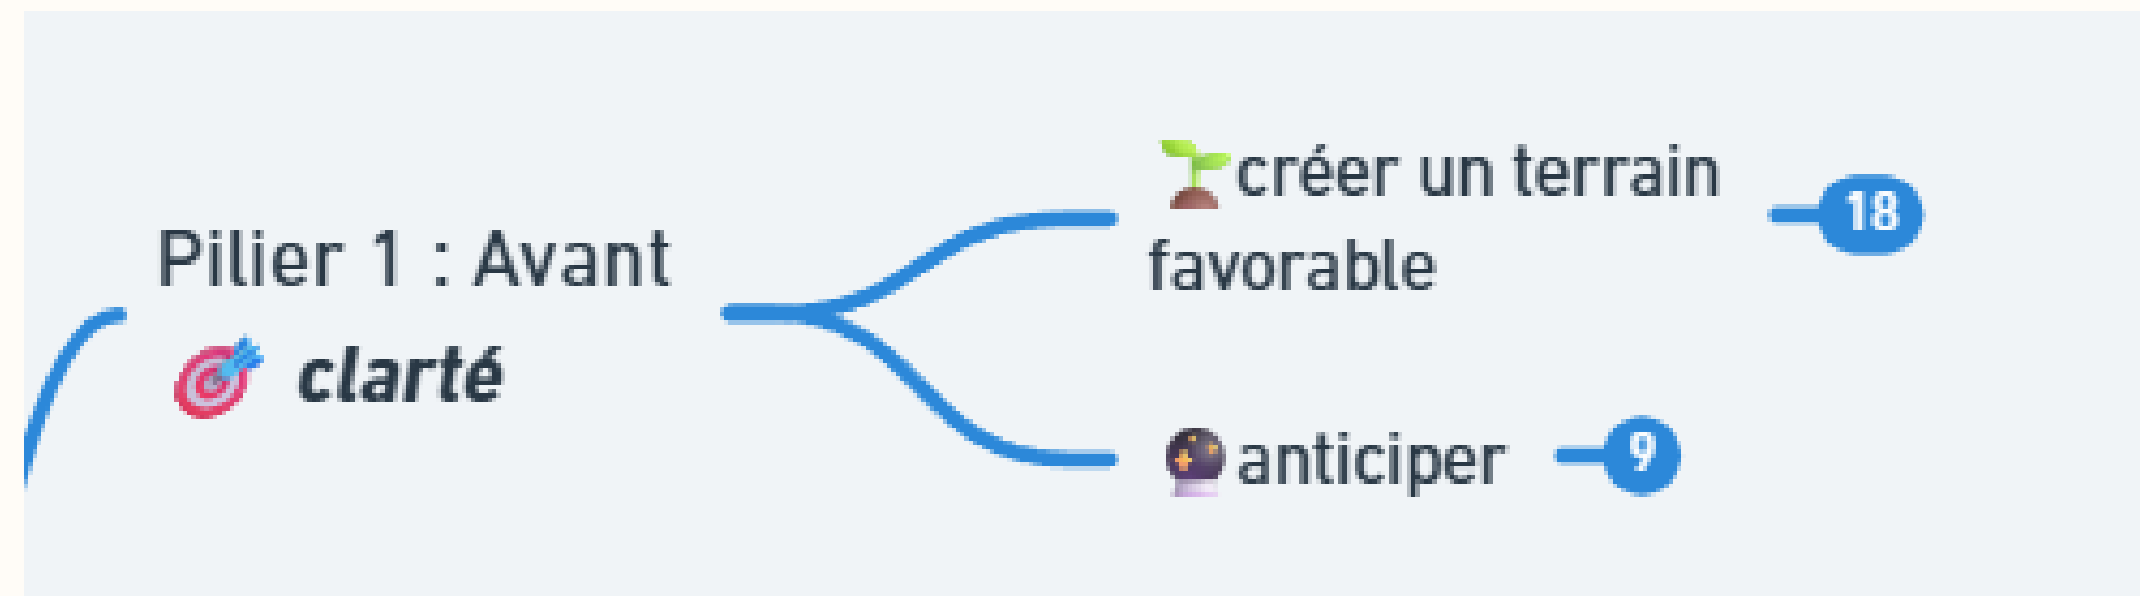 Pilier 1 : Avant
🎯 clarté
🌱créer un terrain
favorable
18
🔮anticiper
9